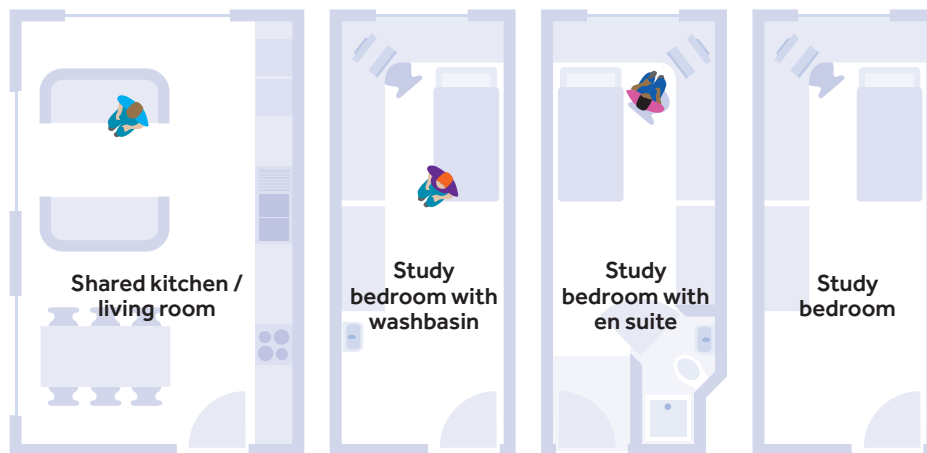 Shared kitchen /
living room
Study
bedroom with
washbasin
Study
bedroom with
en suite
Study
bedroom